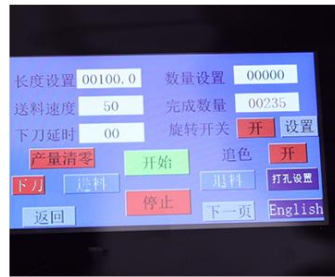 长度设置 00100.0 数量设置 00000
送料速度 50 完成数量 00235
下刀延时 00 旋转开关 开 设置
产量清零 开始 追色 开
下刀 进料 退料 打孔设置
返回 停止 下一页 English